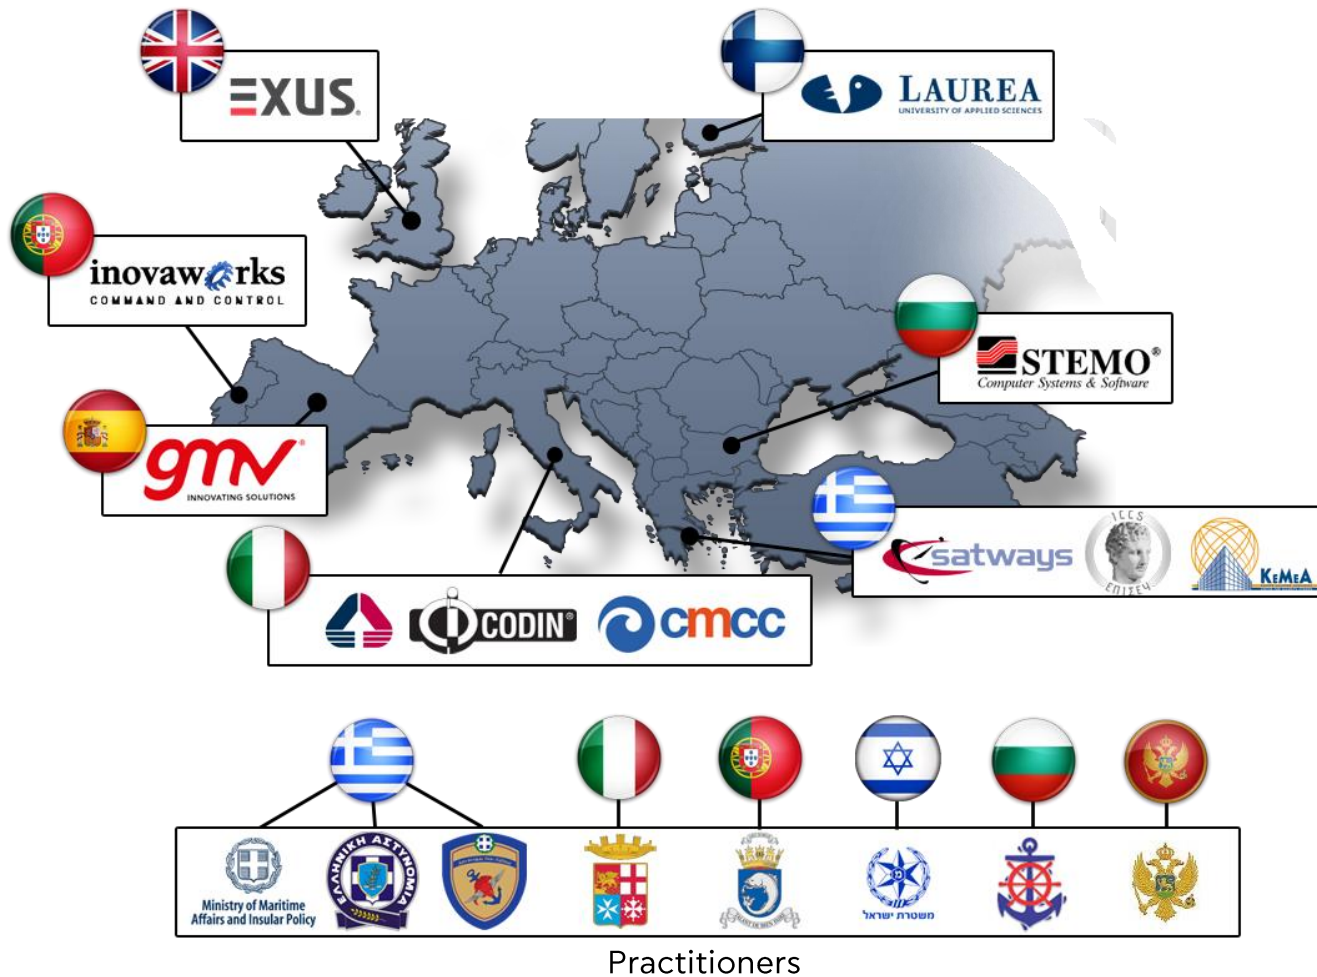 EXUS®
LAUREA
UNIVERSITY OF APPLIED SCIENCES
inovaworks
COMMAND AND CONTROL
STEMO®
Computer Systems & Software
gmv®
INNOVATING SOLUTIONS
satways
ICCS
ΕΠΙΣΕΥ
KEMEA
CODIN®
cmcc
Ministry of Maritime
Affairs and Insular Policy
ΕΛΛΗΝΙΚΗ ΑΣΤΥΝΟΜΙΑ
משטרת ישראל
Practitioners